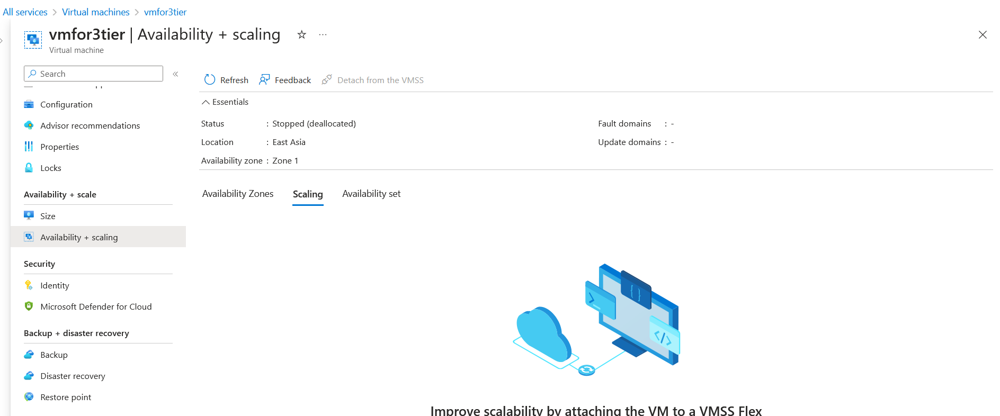 All services > Virtual machines > vmfor3tier
vmfor3tier | Availability + scaling
Virtual machine
Search
Configuration
Advisor recommendations
Properties
Locks
Availability + scale
Size
Availability + scaling
Security
Identity
Microsoft Defender for Cloud
Backup + disaster recovery
Backup
Disaster recovery
Restore point
Refresh Feedback Detach from the VMSS
Essentials
Status : Stopped (deallocated)
Location : East Asia
Availability zone : Zone 1
Fault domains : -
Update domains : -
Availability Zones Scaling Availability set
Improve scalability by attaching the VM to a VMSS Flex